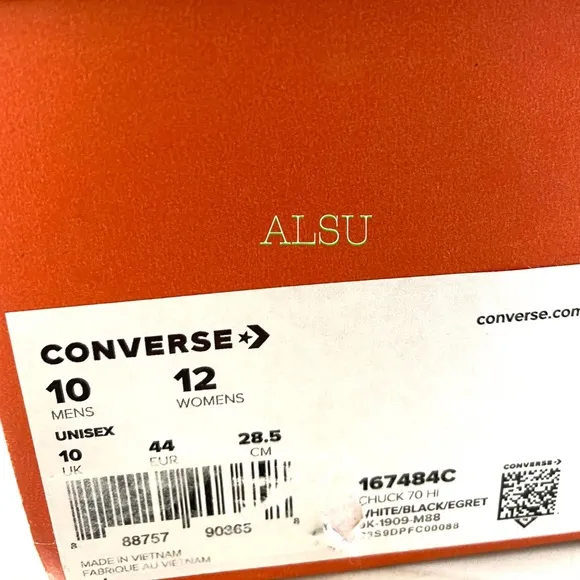 ALSU
CONVERSE
converse.com
10 12
MENS WOMENS
UNISEX
10 44 28.5
UK EUR CM
CONVERSE
167484C
CHUCK 70 HI
WHITE/BLACK/EGRET
88757 90365
MADE IN VIETNAM
FABRIQUE AU VIETNAM